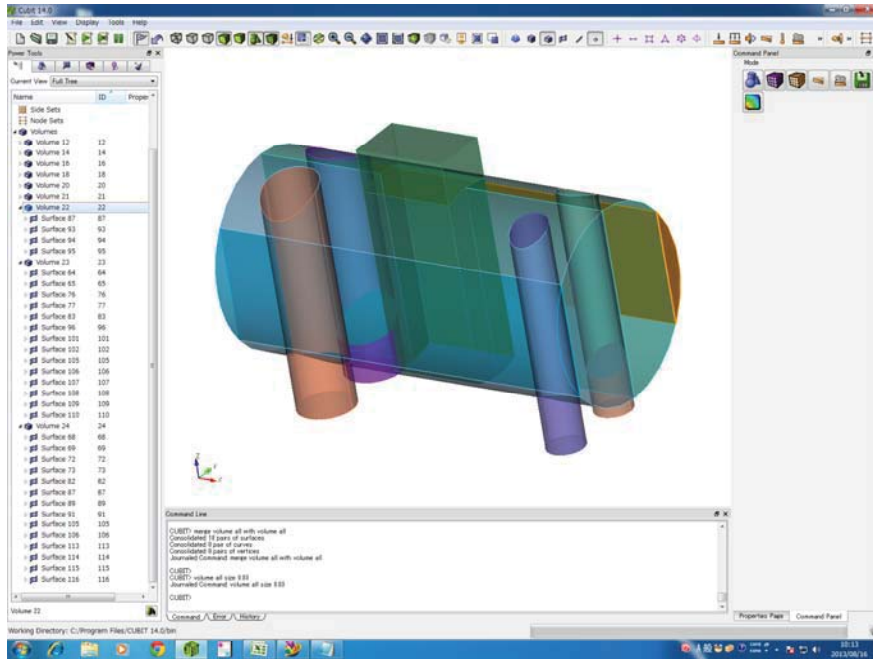 Cubit 14.0
File Edit View Display Tools Help
Power Tools
Command Panel
Mode
Current View Full Tree
Name ID Proper
Side Sets
Node Sets
Volumes
Volume 12 12
Volume 14 14
Volume 16 16
Volume 18 18
Volume 20 20
Volume 21 21
Volume 22 22
Surface 87 87
Surface 93 93
Surface 94 94
Surface 95 95
Volume 23 23
Surface 64 64
Surface 65 65
Surface 76 76
Surface 77 77
Surface 83 83
Surface 96 96
Surface 101 101
Surface 102 102
Surface 105 105
Surface 106 106
Surface 107 107
Surface 108 108
Surface 109 109
Surface 110 110
Volume 24 24
Surface 68 68
Surface 69 69
Surface 72 72
Surface 73 73
Surface 82 82
Surface 87 87
Surface 89 89
Surface 91 91
Surface 105 105
Surface 106 106
Surface 113 113
Surface 114 114
Surface 115 115
Surface 116 116
Volume 22
Z
Y
X
Command Line
CUBIT> merge volume all with volume all
Consolidated 18 pairs of surfaces
Consolidated 0 pair of curves
Consolidated 0 pairs of vertices
Journaled Command: merge volume all with volume all
CUBIT>
CUBIT> volume all size 0.03
Journaled Command: volume all size 0.03
CUBIT>
Command Error History
Properties Page Command Panel
Working Directory: C:/Program Files/CUBIT 14.0/bin
10:13
2013/08/16